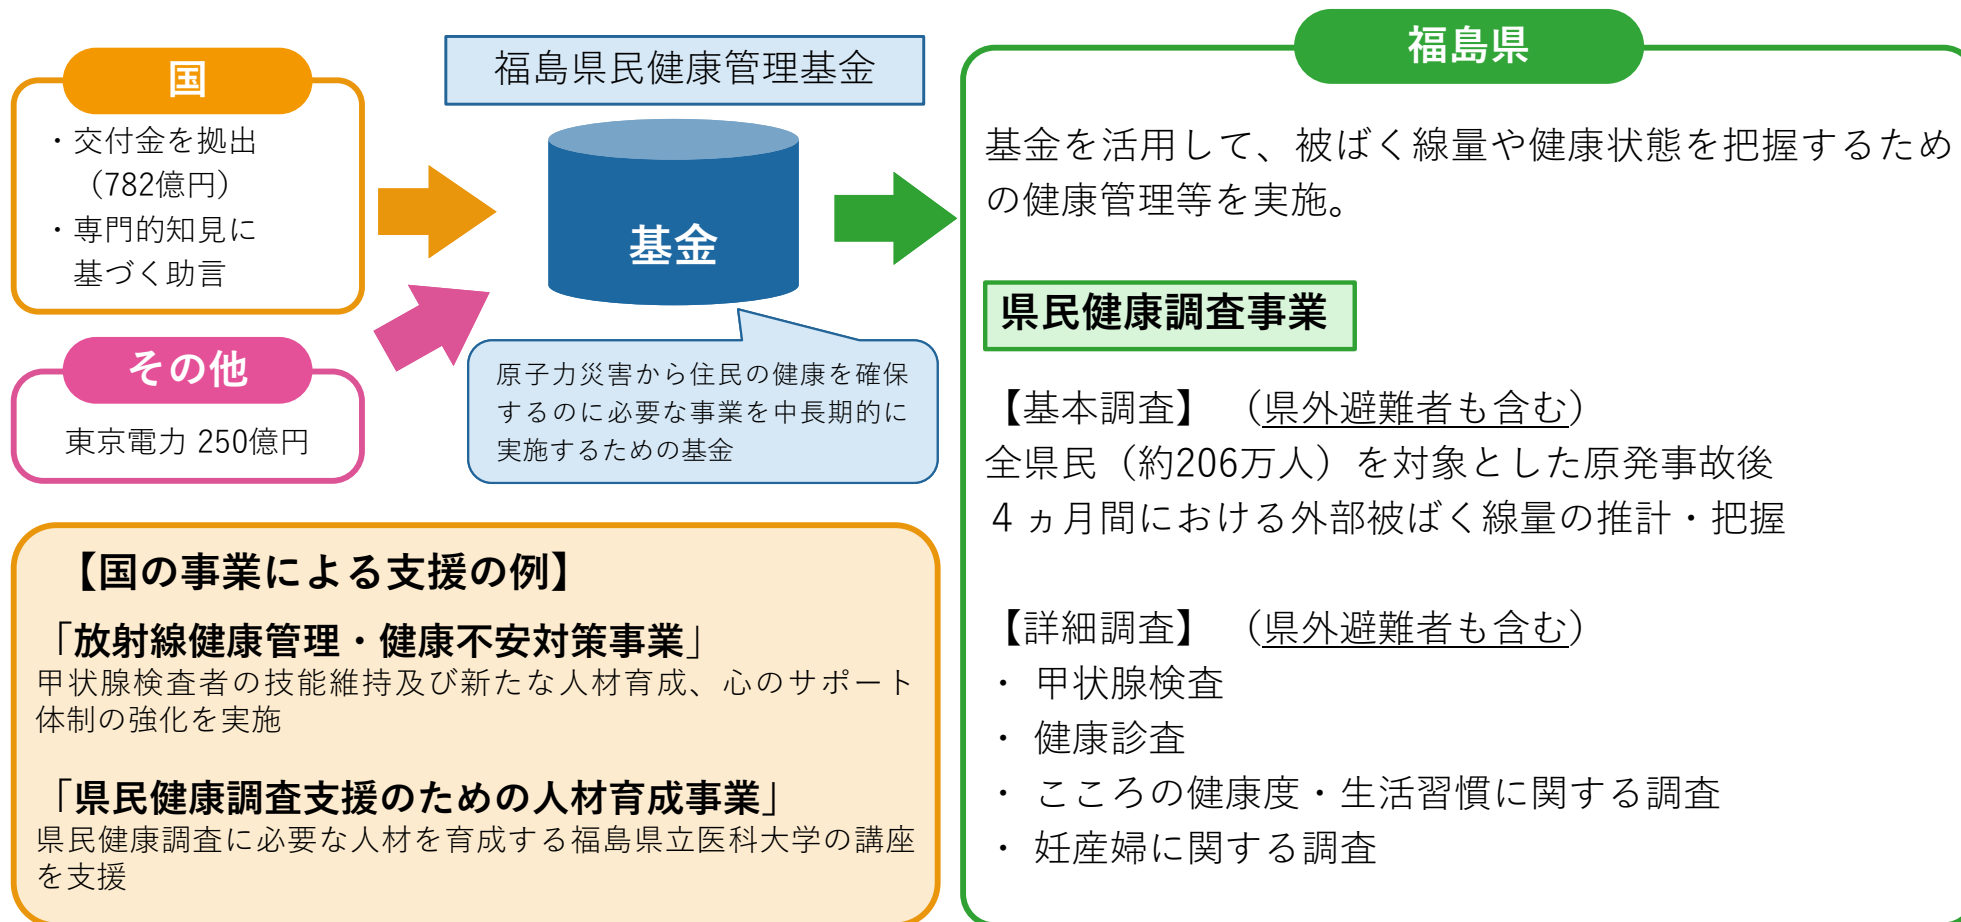 国
・交付金を拠出
（782億円）
・専門的知見に
基づく助言
その他
東京電力 250億円
福島県民健康管理基金
基金
原子力災害から住民の健康を確保
するのに必要な事業を中長期的に
実施するための基金
【国の事業による支援の例】
「放射線健康管理・健康不安対策事業」
甲状腺検査者の技能維持及び新たな人材育成、心のサポート
体制の強化を実施
「県民健康調査支援のための人材育成事業」
県民健康調査に必要な人材を育成する福島県立医科大学の講座
を支援
福島県
基金を活用して、被ばく線量や健康状態を把握するため
の健康管理等を実施。
県民健康調査事業
【基本調査】 （県外避難者も含む）
全県民（約206万人）を対象とした原発事故後
４ヵ月間における外部被ばく線量の推計・把握
【詳細調査】 （県外避難者も含む）
・ 甲状腺検査
・ 健康診査
・ こころの健康度・生活習慣に関する調査
・ 妊産婦に関する調査